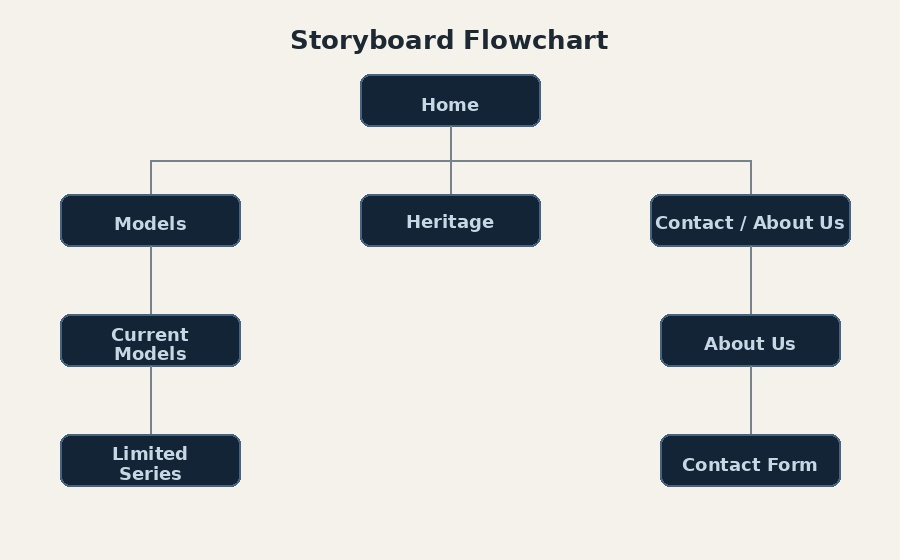 Storyboard Flowchart
Home
Models
Heritage
Contact / About Us
Current
Models
About Us
Limited
Series
Contact Form